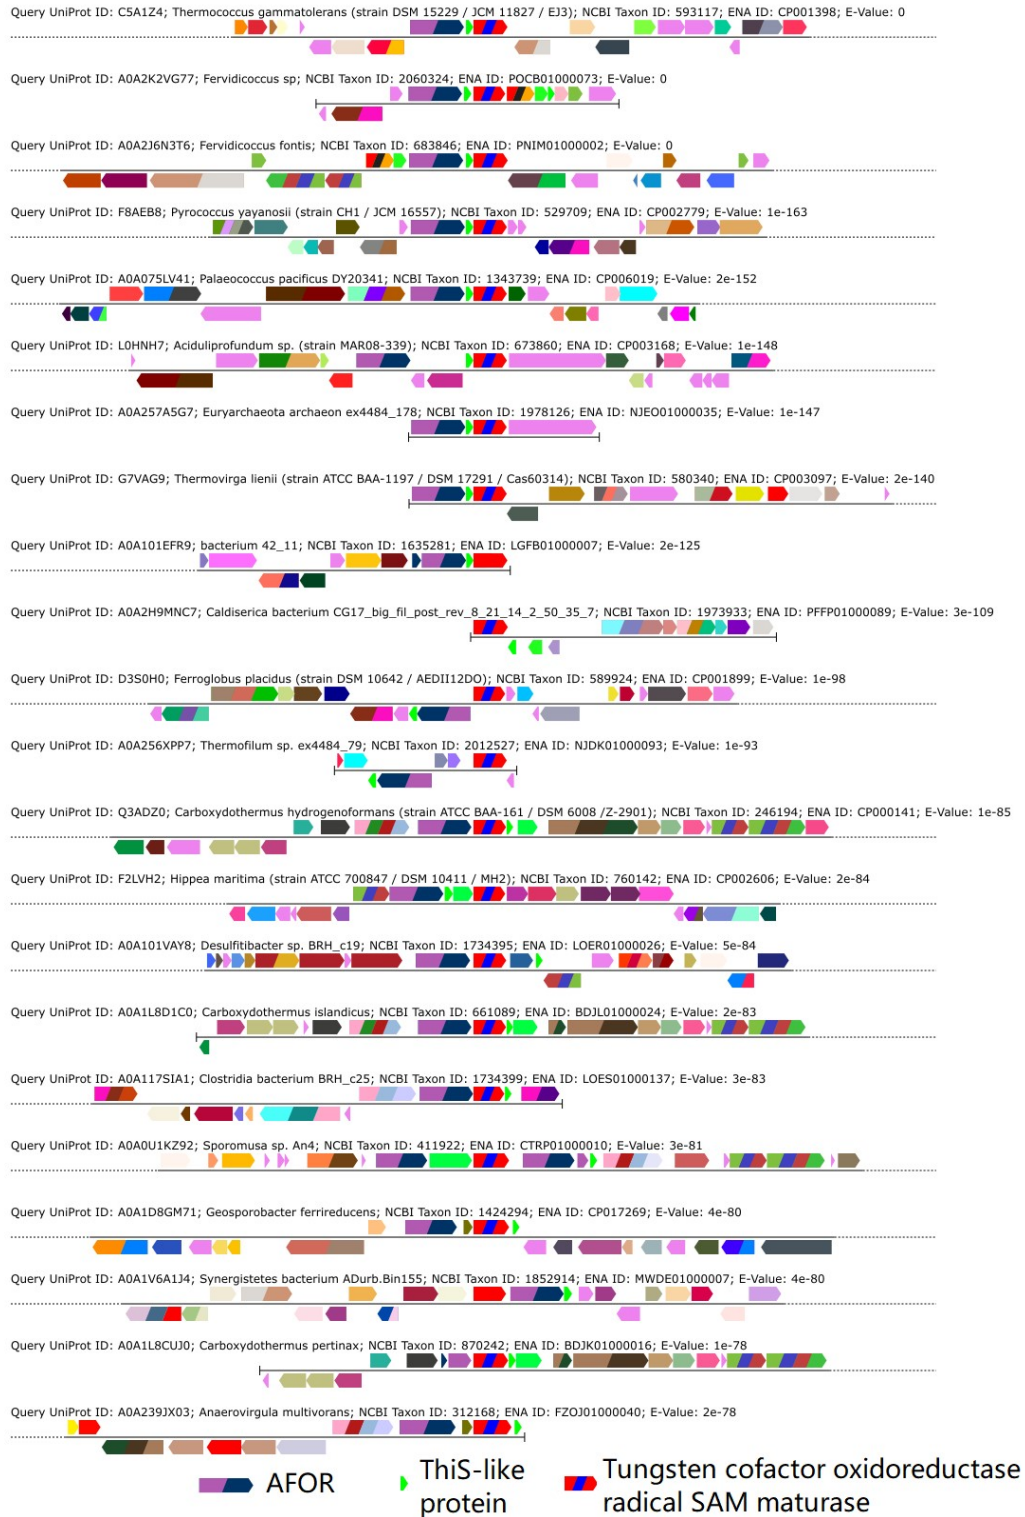 Query UniProt ID: C5A1Z4; Thermococcus gammatolerans (strain DSM 15229 / JCM 11827 / EJ3); NCBI Taxon ID: 593117; ENA ID: CP001398; E-Value: 0
Query UniProt ID: A0A2K2VG77; Fervidicoccus sp; NCBI Taxon ID: 2060324; ENA ID: POCB01000073; E-Value: 0
Query UniProt ID: A0A2J6N3T6; Fervidicoccus fontis; NCBI Taxon ID: 683846; ENA ID: PNIM01000002; E-Value: 0
Query UniProt ID: F8AEB8; Pyrococcus yayanosii (strain CH1 / JCM 16557); NCBI Taxon ID: 529709; ENA ID: CP002779; E-Value: 1e-163
Query UniProt ID: A0A075LV41; Palaeococcus pacificus DY20341; NCBI Taxon ID: 1343739; ENA ID: CP006019; E-Value: 2e-152
Query UniProt ID: L0HNH7; Aciduliprofundum sp. (strain MAR08-339); NCBI Taxon ID: 673860; ENA ID: CP003168; E-Value: 1e-148
Query UniProt ID: A0A257A5G7; Euryarchaeota archaeon ex4484_178; NCBI Taxon ID: 1978126; ENA ID: NJEO01000035; E-Value: 1e-147
Query UniProt ID: G7VAG9; Thermovirga lienii (strain ATCC BAA-1197 / DSM 17291 / Cas60314); NCBI Taxon ID: 580340; ENA ID: CP003097; E-Value: 2e-140
Query UniProt ID: A0A101EFR9; bacterium 42_11; NCBI Taxon ID: 1635281; ENA ID: LGFB01000007; E-Value: 2e-125
Query UniProt ID: A0A2H9MNC7; Caldiserica bacterium CG17_big_fil_post_rev_8_21_14_2_50_35_7; NCBI Taxon ID: 1973933; ENA ID: PFFP01000089; E-Value: 3e-109
Query UniProt ID: D3S0H0; Ferroglobus placidus (strain DSM 10642 / AEDII12DO); NCBI Taxon ID: 589924; ENA ID: CP001899; E-Value: 1e-98
Query UniProt ID: A0A256XPP7; Thermofilum sp. ex4484_79; NCBI Taxon ID: 2012527; ENA ID: NJDK01000093; E-Value: 1e-93
Query UniProt ID: Q3ADZ0; Carboxydothermus hydrogenoformans (strain ATCC BAA-161 / DSM 6008 /Z-2901); NCBI Taxon ID: 246194; ENA ID: CP000141; E-Value: 1e-85
Query UniProt ID: F2LVH2; Hippea maritima (strain ATCC 700847 / DSM 10411 / MH2); NCBI Taxon ID: 760142; ENA ID: CP002606; E-Value: 2e-84
Query UniProt ID: A0A101VAY8; Desulfitibacter sp. BRH_c19; NCBI Taxon ID: 1734395; ENA ID: LOER01000026; E-Value: 5e-84
Query UniProt ID: A0A1L8D1C0; Carboxydothermus islandicus; NCBI Taxon ID: 661089; ENA ID: BDJL01000024; E-Value: 2e-83
Query UniProt ID: A0A117SIA1; Clostridia bacterium BRH_c25; NCBI Taxon ID: 1734399; ENA ID: LOES01000137; E-Value: 3e-83
Query UniProt ID: A0A0U1KZ92; Sporomusa sp. An4; NCBI Taxon ID: 411922; ENA ID: CTRP01000010; E-Value: 3e-81
Query UniProt ID: A0A1D8GM71; Geosporobacter ferrireducens; NCBI Taxon ID: 1424294; ENA ID: CP017269; E-Value: 4e-80
Query UniProt ID: A0A1V6A1J4; Synergistetes bacterium ADurb.Bin155; NCBI Taxon ID: 1852914; ENA ID: MWDE01000007; E-Value: 4e-80
Query UniProt ID: A0A1L8CUJ0; Carboxydothermus pertinax; NCBI Taxon ID: 870242; ENA ID: BDJK01000016; E-Value: 1e-78
Query UniProt ID: A0A239JX03; Anaerovirgula multivorans; NCBI Taxon ID: 312168; ENA ID: FZOJ01000040; E-Value: 2e-78
AFOR
ThiS-like
protein
Tungsten cofactor oxidoreductase
radical SAM maturase